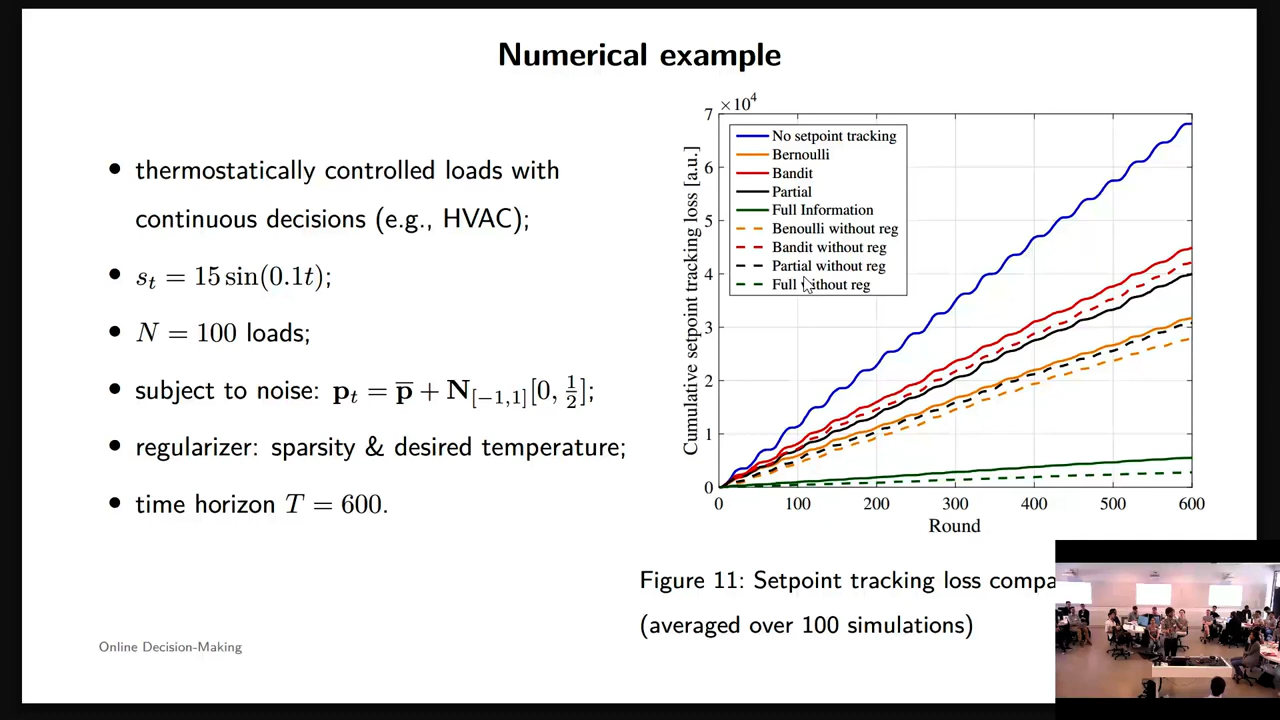 Numerical example
• thermostatically controlled loads with
continuous decisions (e.g., HVAC);
• s_t = 15 sin(0.1t);
• N = 100 loads;
• subject to noise: p_t = p̅ + N_{[−1,1]}[0, 1/2];
• regularizer: sparsity & desired temperature;
• time horizon T = 600.
×10^4
7
6
5
4
3
2
1
0
Cumulative setpoint tracking loss [a.u.]
No setpoint tracking
Bernoulli
Bandit
Partial
Full Information
Benoulli without reg
Bandit without reg
Partial without reg
Full without reg
0 100 200 300 400 500 600
Round
Figure 11: Setpoint tracking loss compa
(averaged over 100 simulations)
Online Decision-Making